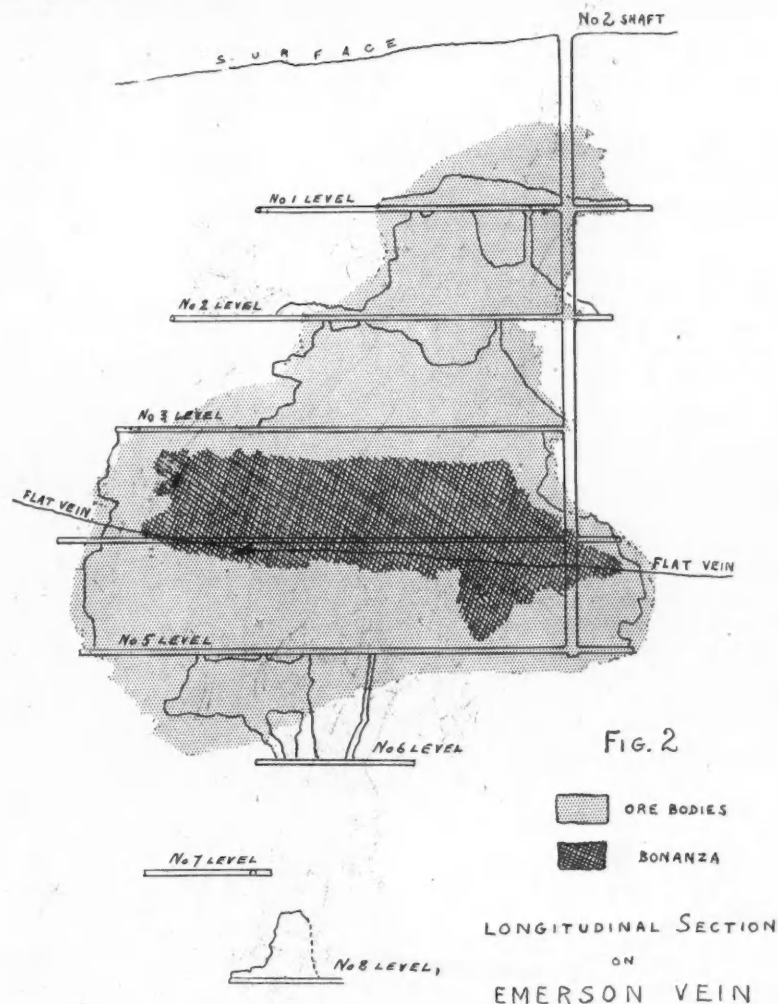 No 2 SHAFT
SURFACE
No 1 LEVEL
No 2 LEVEL
No 3 LEVEL
FLAT VEIN
FLAT VEIN
No 5 LEVEL
No 6 LEVEL
FIG. 2
ORE BODIES
BONANZA
No 7 LEVEL
No 8 LEVEL,
LONGITUDINAL SECTION
ON
EMERSON VEIN